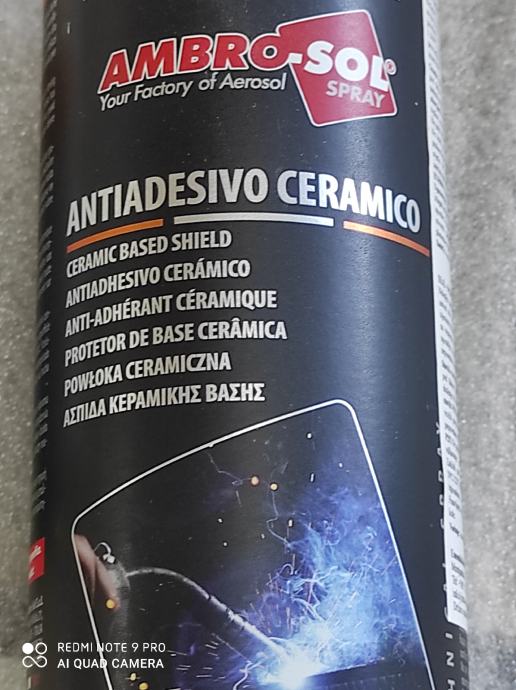 AMBRO-SOL®
SPRAY
Your Factory of Aerosol
ANTIADESIVO CERAMICO
CERAMIC BASED SHIELD
ANTIADHESIVO CERÁMICO
ANTI-ADHÉRANT CÉRAMIQUE
PROTETOR DE BASE CERÂMICA
POWŁOKA CERAMICZNA
ΑΣΠΙΔΑ ΚΕΡΑΜΙΚΗΣ ΒΑΣΗΣ
REDMI NOTE 9 PRO
AI QUAD CAMERA